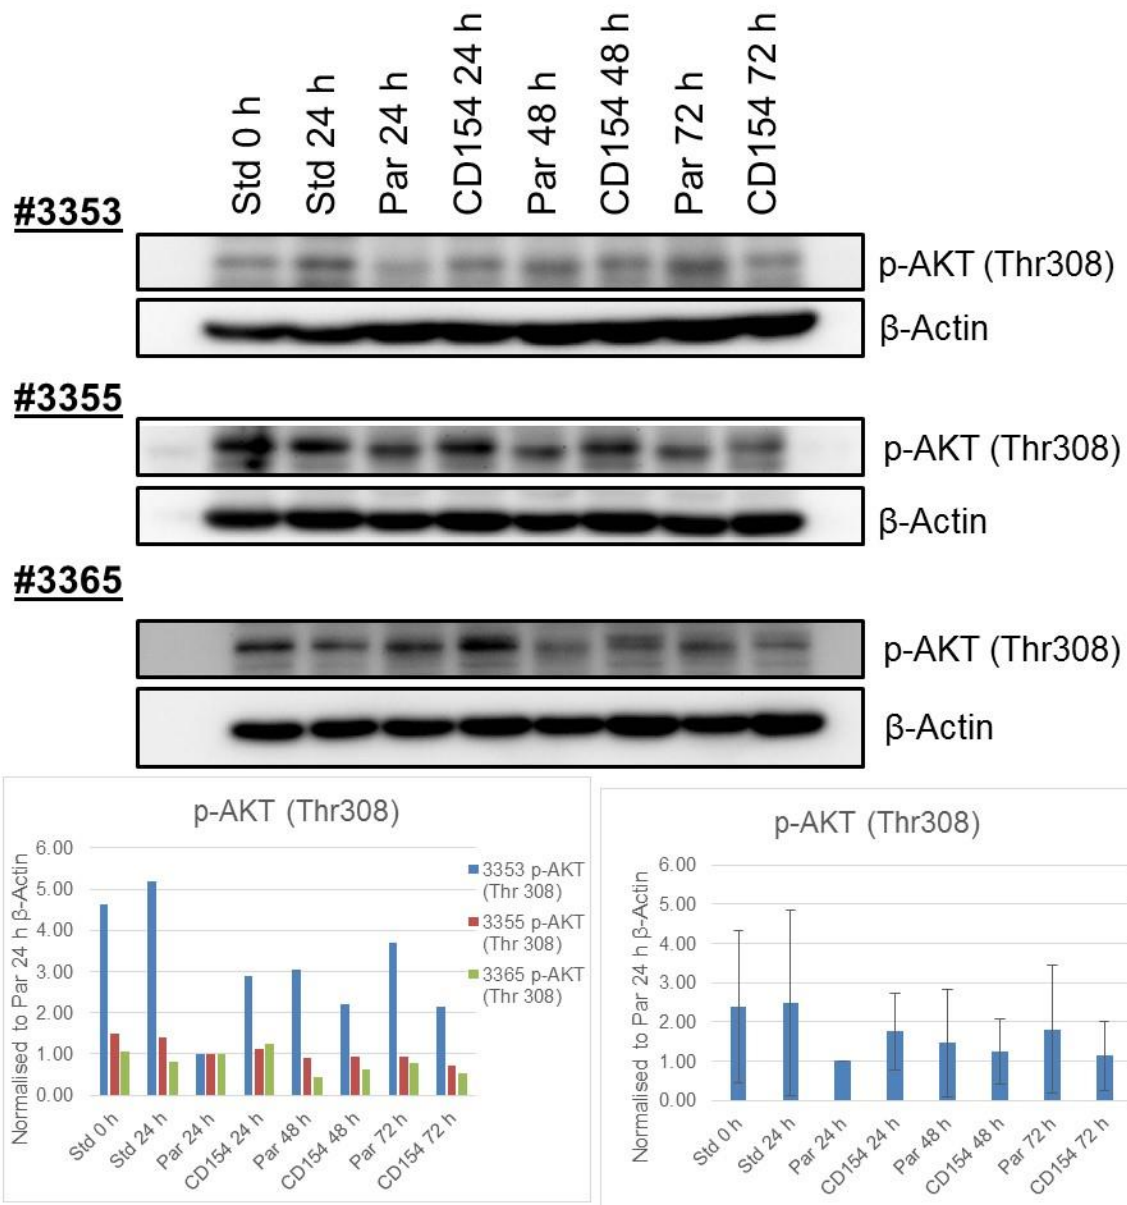 Std 0 h
Std 24 h
Par 24 h
CD154 24 h
Par 48 h
CD154 48 h
Par 72 h
CD154 72 h
#3353
p-AKT (Thr308)
β-Actin
#3355
p-AKT (Thr308)
β-Actin
#3365
p-AKT (Thr308)
β-Actin
p-AKT (Thr308)
Normalised to Par 24 h β-Actin
6.00
5.00
4.00
3.00
2.00
1.00
0.00
3353 p-AKT
(Thr 308)
3355 p-AKT
(Thr 308)
3365 p-AKT
(Thr 308)
Std 0 h
Std 24 h
Par 24 h
CD154 24 h
Par 48 h
CD154 48 h
Par 72 h
CD154 72 h
p-AKT (Thr308)
Normalised to Par 24 h β-Actin
6.00
5.00
4.00
3.00
2.00
1.00
0.00
Std 0 h
Std 24 h
Par 24 h
CD154 24 h
Par 48 h
CD154 48 h
Par 72 h
CD154 72 h